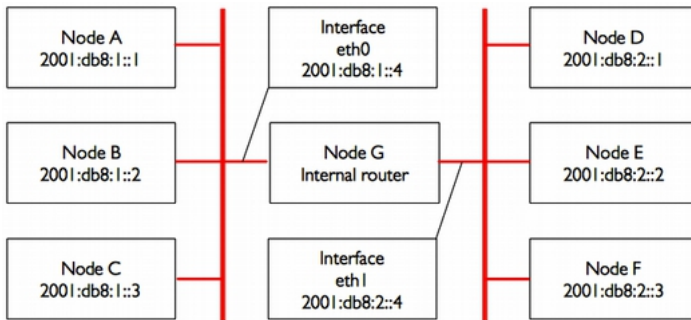 Node A
2001:db8:1::1
Interface
eth0
2001:db8:1::4
Node D
2001:db8:2::1
Node B
2001:db8:1::2
Node G
Internal router
Node E
2001:db8:2::2
Node C
2001:db8:1::3
Interface
eth1
2001:db8:2::4
Node F
2001:db8:2::3